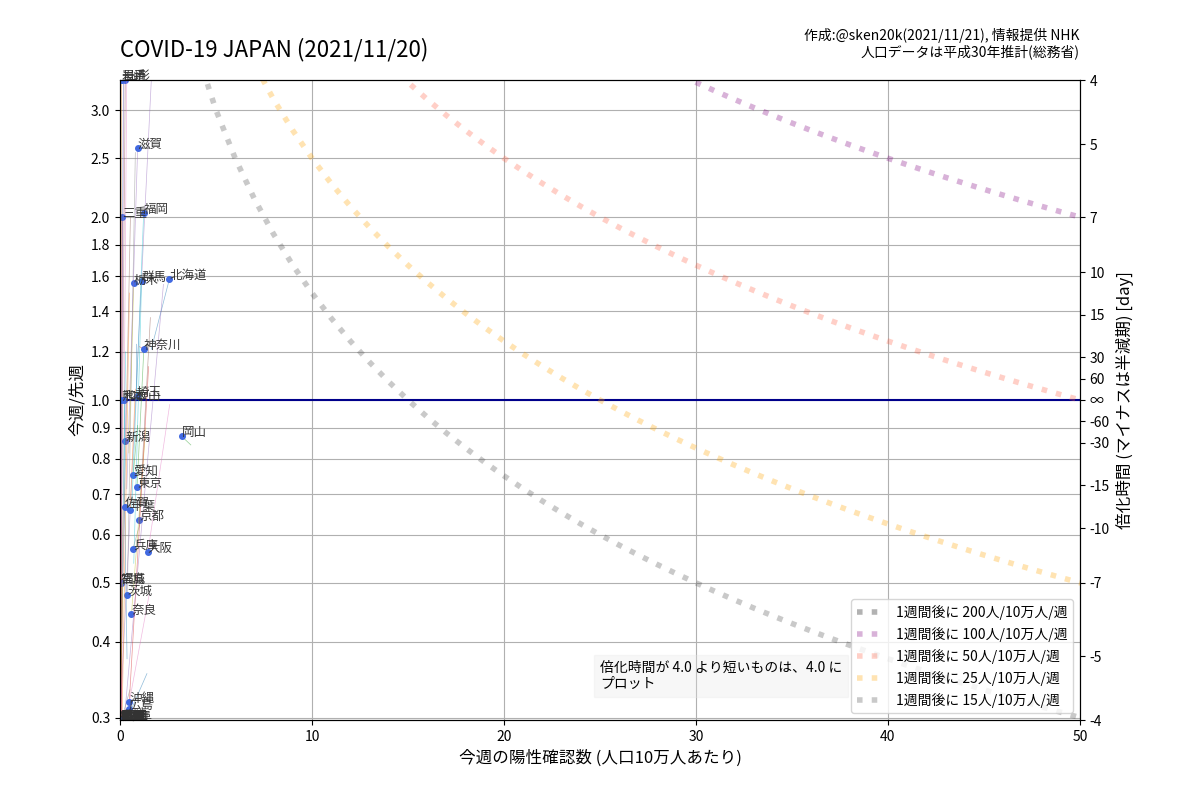 COVID-19 JAPAN (2021/11/20)
作成:@sken20k(2021/11/21), 情報提供 NHK
人口データは平成30年推計(総務省)
今週/先週
3.0
2.5
2.0
1.8
1.6
1.4
1.2
1.0
0.9
0.8
0.7
0.6
0.5
0.4
0.3
滋賀
三重
福岡
群馬
北海道
神奈川
埼玉
岡山
新潟
愛知
東京
佐賀
千葉
京都
兵庫
大阪
茨城
奈良
沖縄
広島
4
5
7
10
15
30
60
∞
-60
-30
-15
-10
-7
-5
-4
倍化時間 (マイナスは半減期) [day]
倍化時間が 4.0 より短いものは、4.0 に
プロット
1週間後に 200人/10万人/週
1週間後に 100人/10万人/週
1週間後に 50人/10万人/週
1週間後に 25人/10万人/週
1週間後に 15人/10万人/週
0
10
20
30
40
50
今週の陽性確認数 (人口10万人あたり)